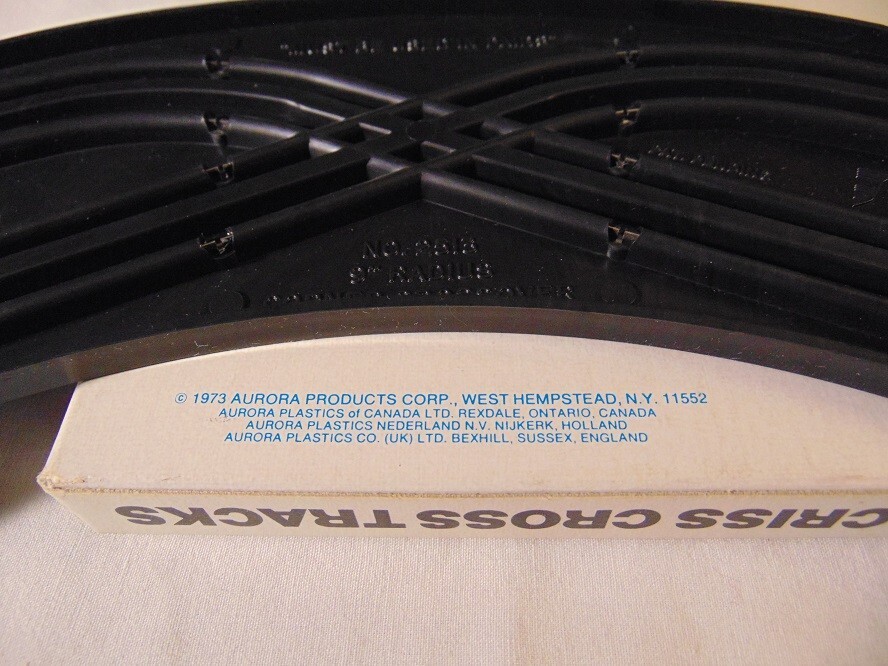 9" RADIUS
© 1973 AURORA PRODUCTS CORP., WEST HEMPSTEAD, N.Y. 11552
AURORA PLASTICS of CANADA LTD. REXDALE, ONTARIO, CANADA
AURORA PLASTICS NEDERLAND N.V. NIJKERK, HOLLAND
AURORA PLASTICS CO. (UK) LTD. BEXHILL, SUSSEX, ENGLAND
CRISS CROSS TRACKS